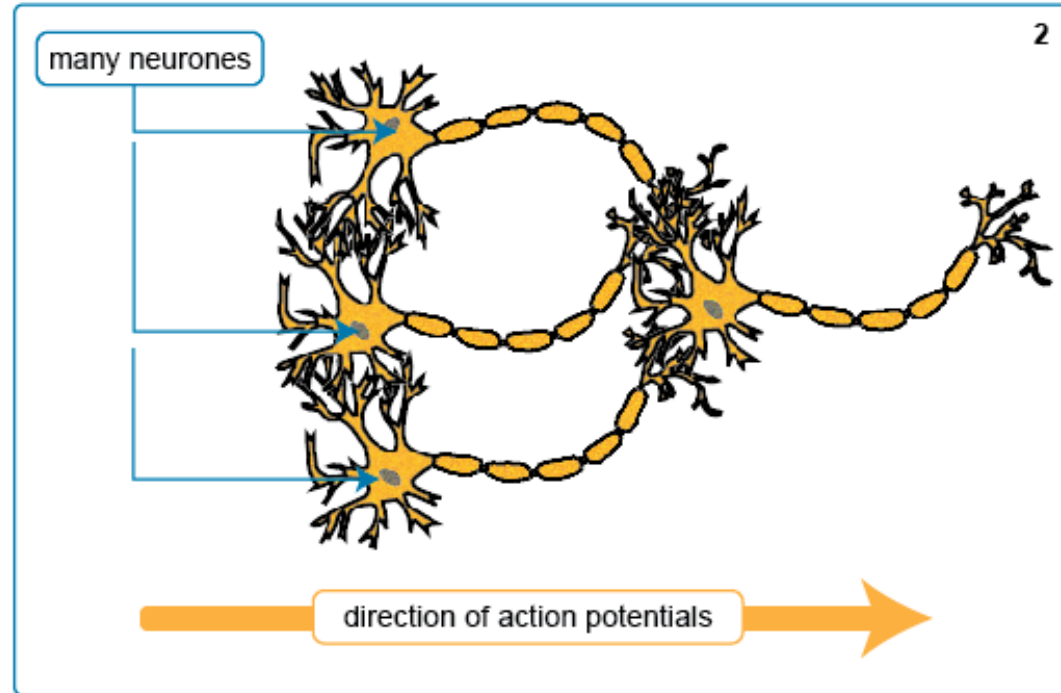 2
many neurones
direction of action potentials